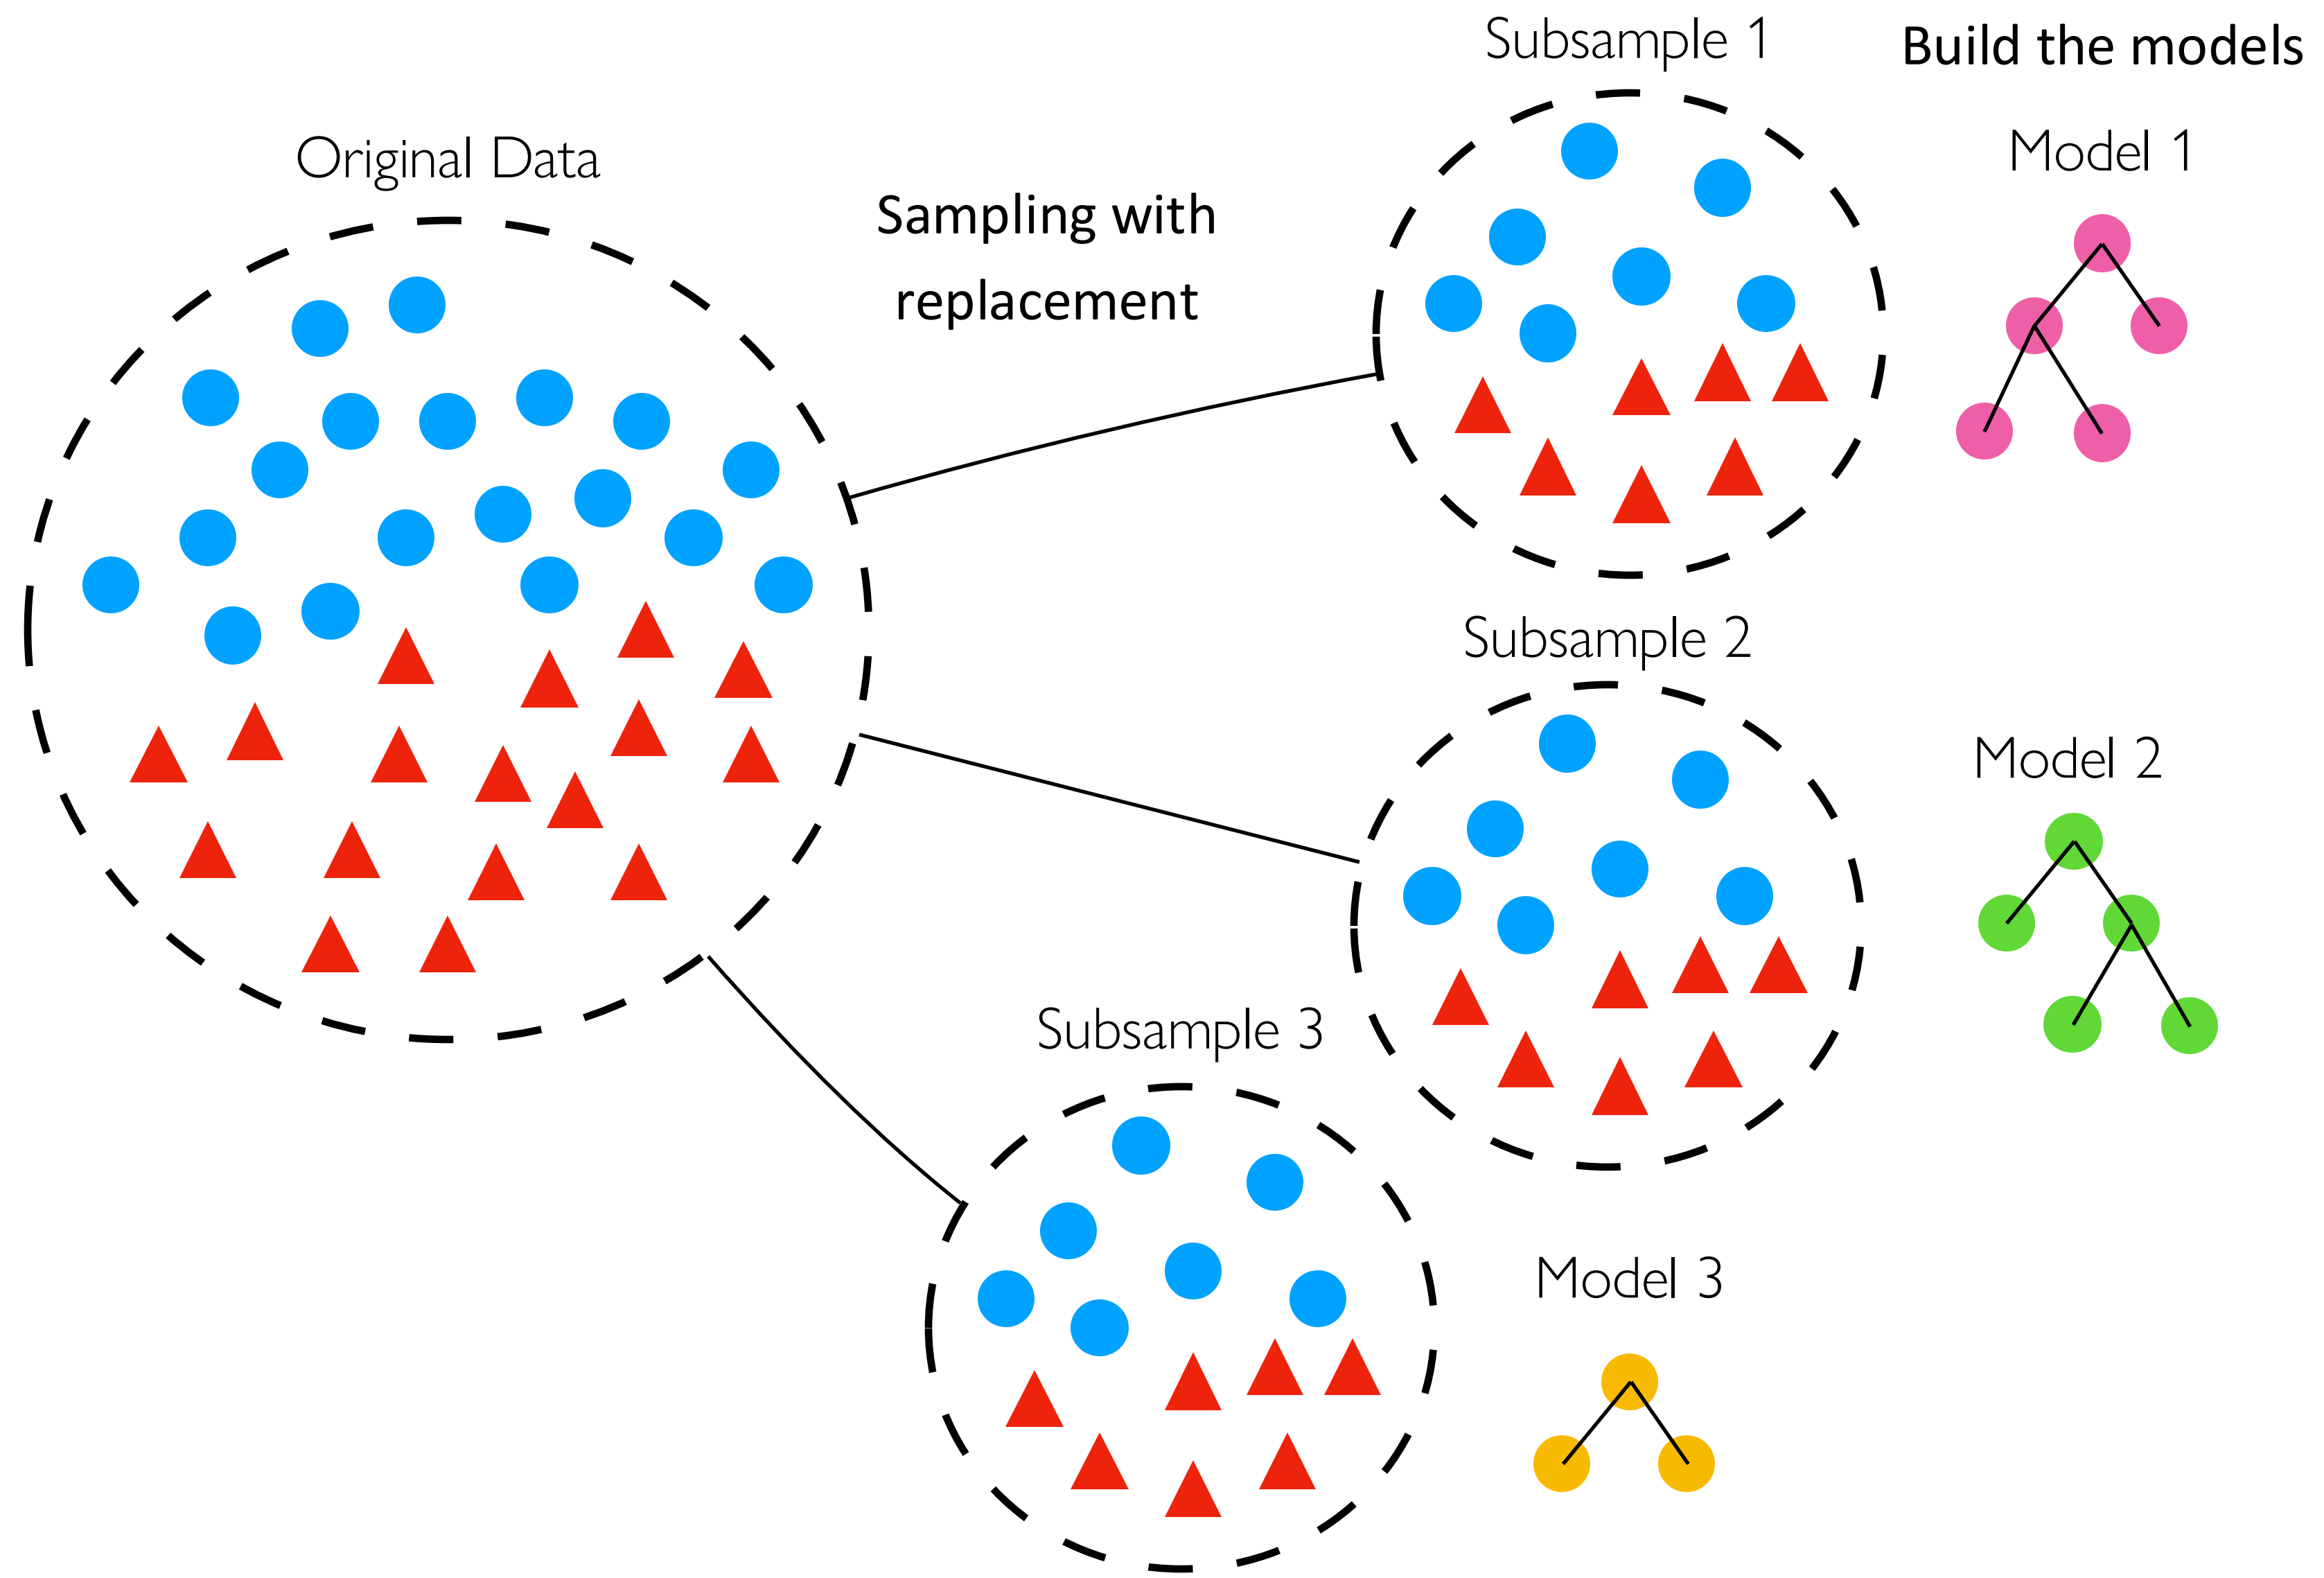 Original Data
Sampling with
replacement
Subsample 1
Build the models
Model 1
Subsample 2
Model 2
Subsample 3
Model 3